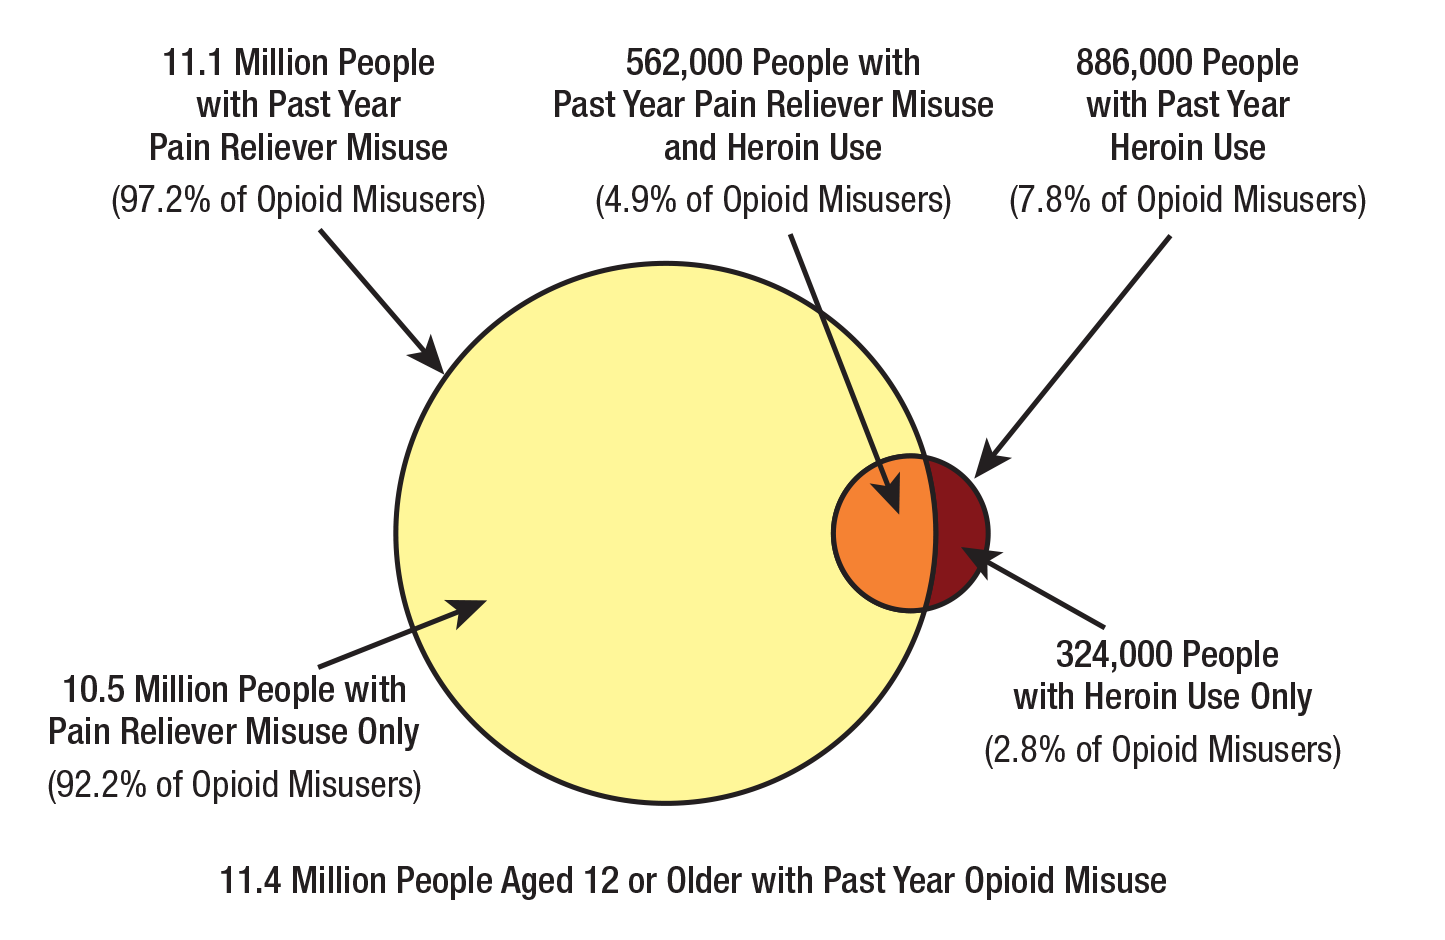 11.1 Million People
with Past Year
Pain Reliever Misuse
(97.2% of Opioid Misusers)
562,000 People with
Past Year Pain Reliever Misuse
and Heroin Use
(4.9% of Opioid Misusers)
886,000 People
with Past Year
Heroin Use
(7.8% of Opioid Misusers)
10.5 Million People with
Pain Reliever Misuse Only
(92.2% of Opioid Misusers)
324,000 People
with Heroin Use Only
(2.8% of Opioid Misusers)
11.4 Million People Aged 12 or Older with Past Year Opioid Misuse